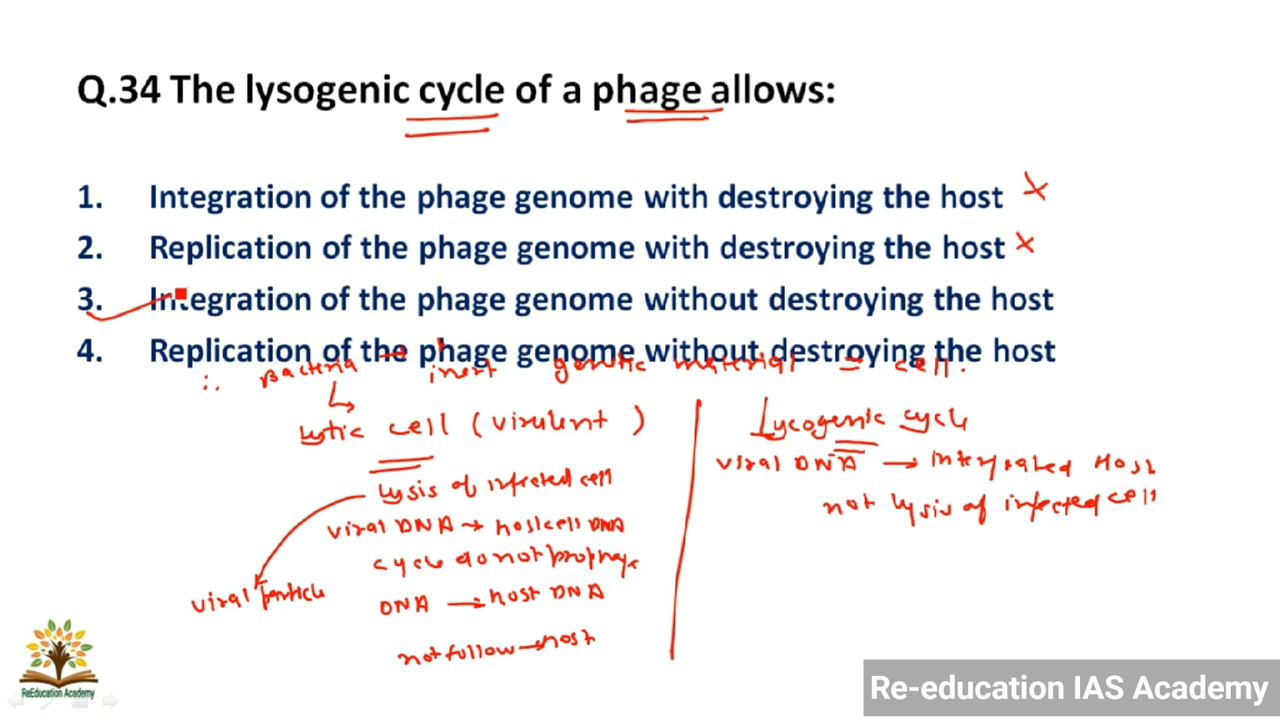 Q.34 The lysogenic cycle of a phage allows:
1. Integration of the phage genome with destroying the host
2. Replication of the phage genome with destroying the host
3. Integration of the phage genome without destroying the host
4. Replication of the phage genome without destroying the host
∴ Bacteria → inert genetic material = cell.
Lytic cell (virulent)
Lycogenic cycle
viral DNA → Host
not lysis of infected cell
lysis of infected cell
viral DNA → host cell DNA
cycle do not
viral particle
DNA → host DNA
not follow → host
ReEducation Academy
Re-education IAS Academy